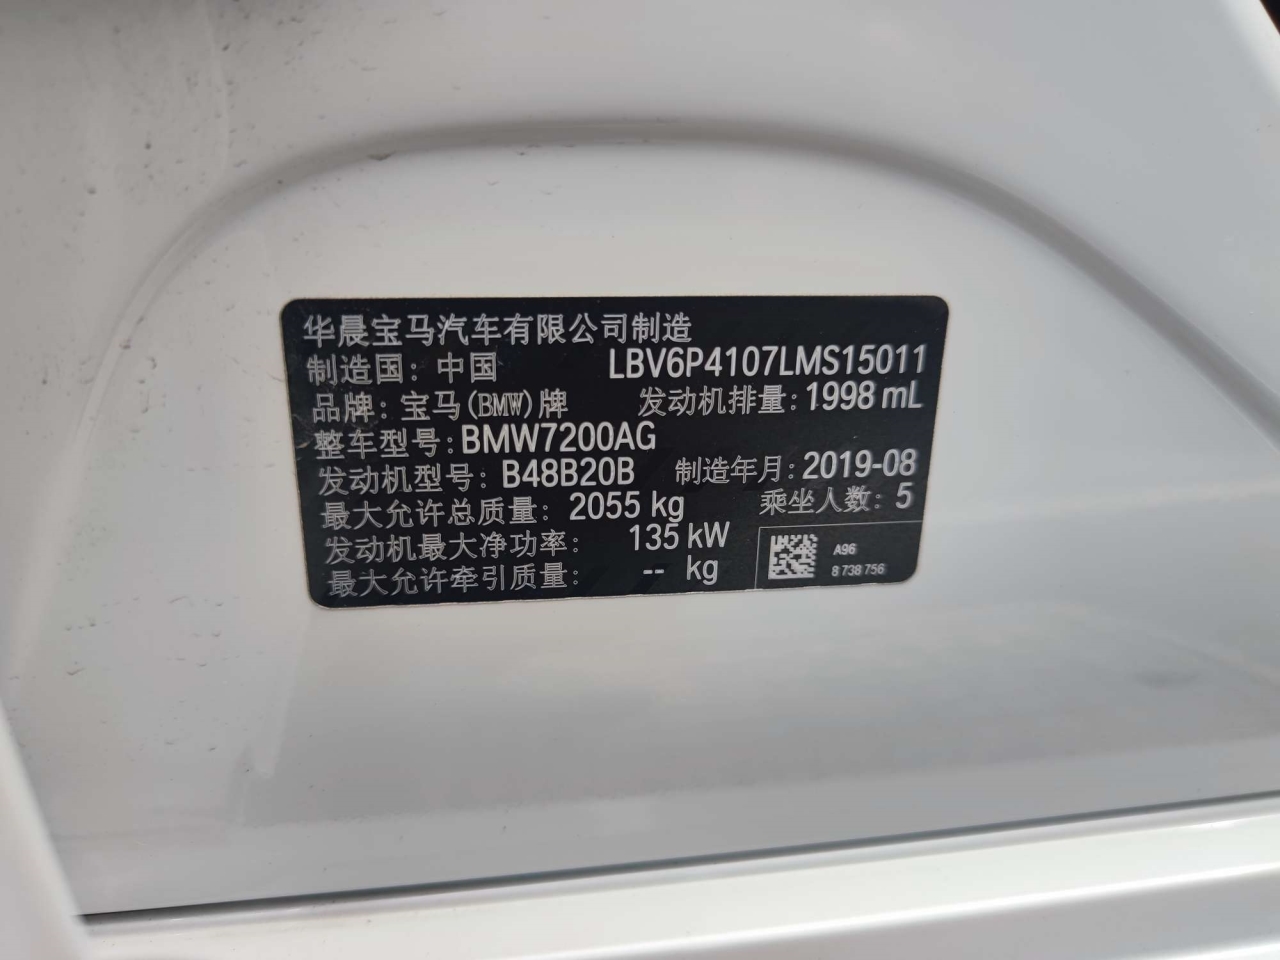 华晨宝马汽车有限公司制造
制造国：中国 LBV6P4107LMS15011
品牌：宝马(BMW)牌 发动机排量：1998 mL
整车型号：BMW7200AG
发动机型号：B48B20B 制造年月：2019-08
最大允许总质量：2055 kg 乘坐人数：5
发动机最大净功率：135 kW
最大允许牵引质量：-- kg
A96
8 738 756